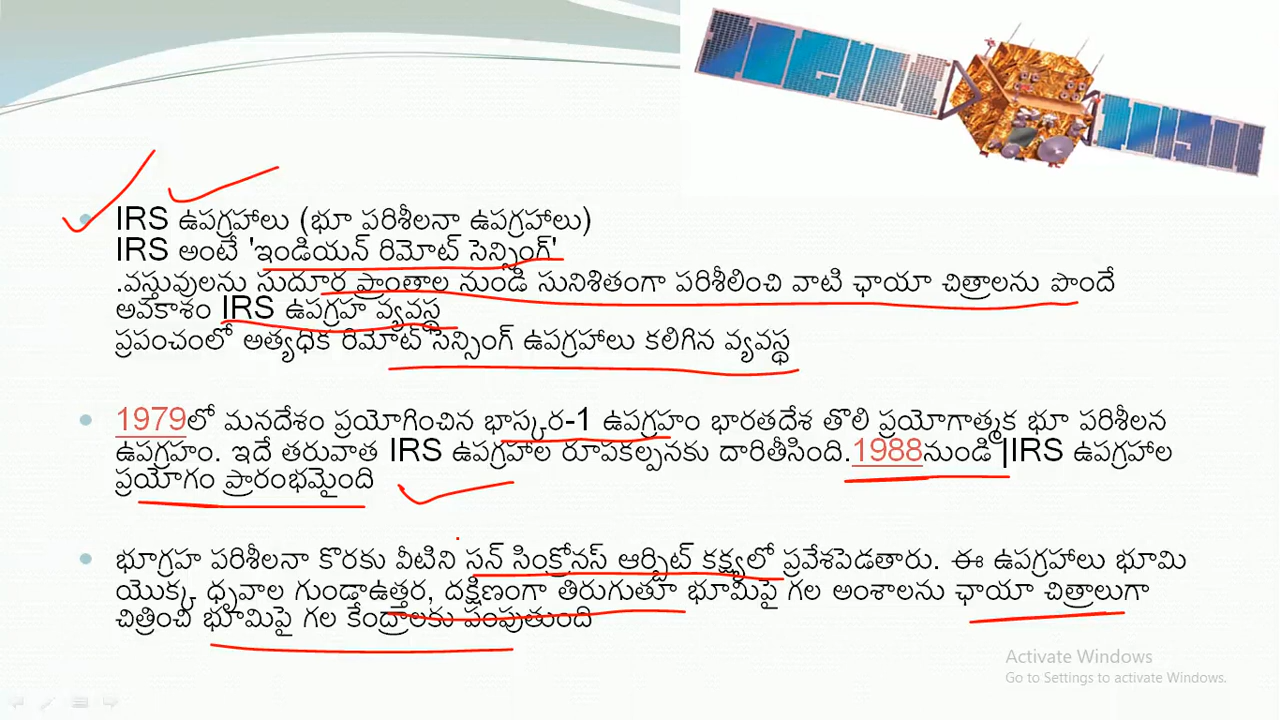 IRS ఉపగ్రహాలు (భూ పరిశీలనా ఉపగ్రహాలు)
IRS అంటే 'ఇండియన్ రిమోట్ సెన్సింగ్'
.వస్తువులను సుదూర ప్రాంతాల నుండి సునిశితంగా పరిశీలించి వాటి ఛాయా చిత్రాలను పొందే
అవకాశం IRS ఉపగ్రహ వ్యవస్థ
ప్రపంచంలో అత్యధిక రిమోట్ సెన్సింగ్ ఉపగ్రహాలు కలిగిన వ్యవస్థ
1979లో మనదేశం ప్రయోగించిన భాస్కర-1 ఉపగ్రహం భారతదేశ తొలి ప్రయోగాత్మక భూ పరిశీలన
ఉపగ్రహం. ఇదే తరువాత IRS ఉపగ్రహాల రూపకల్పనకు దారితీసింది.1988నుండి IRS ఉపగ్రహాల
ప్రయోగం ప్రారంభమైంది
భూగ్రహ పరిశీలనా కొరకు వీటిని సన్ సింక్రోనస్ ఆర్బిట్ కక్ష్యలో ప్రవేశపెడతారు. ఈ ఉపగ్రహాలు భూమి
యొక్క ధృవాల గుండాఉత్తర, దక్షిణంగా తిరుగుతూ భూమిపై గల అంశాలను ఛాయా చిత్రాలుగా
చిత్రించి భూమిపై గల కేంద్రాలకు పంపుతుంది
Activate Windows
Go to Settings to activate Windows.